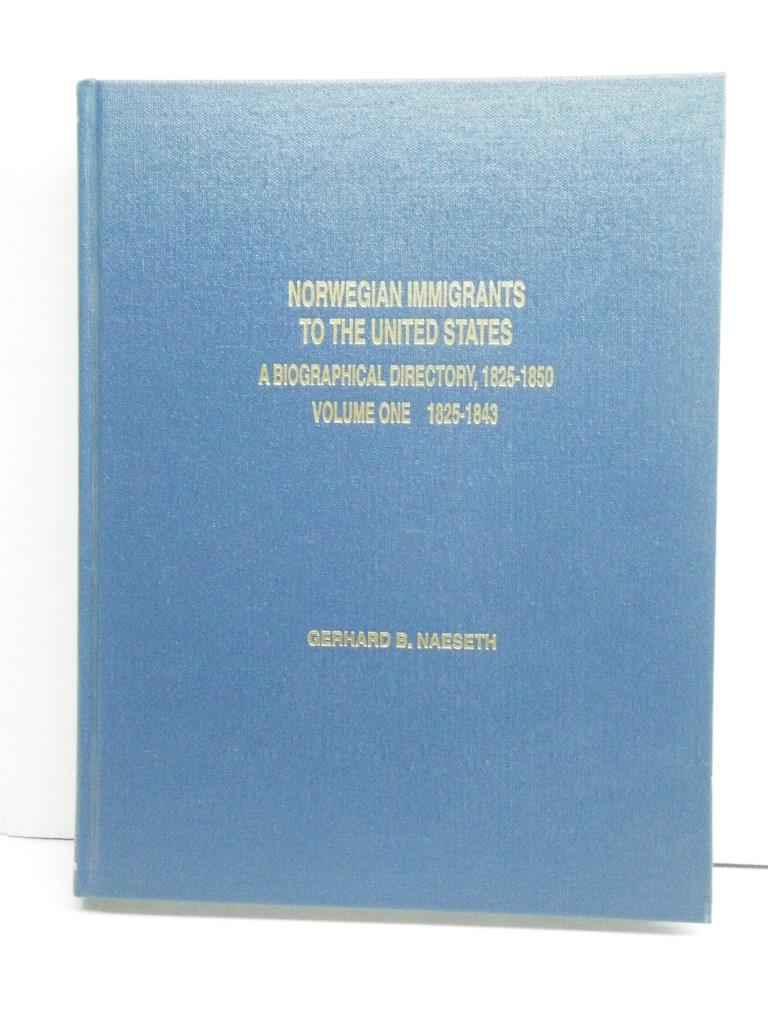 NORWEGIAN IMMIGRANTS
TO THE UNITED STATES
A BIOGRAPHICAL DIRECTORY, 1825-1850
VOLUME ONE 1825-1843
GERHARD B. NAESETH